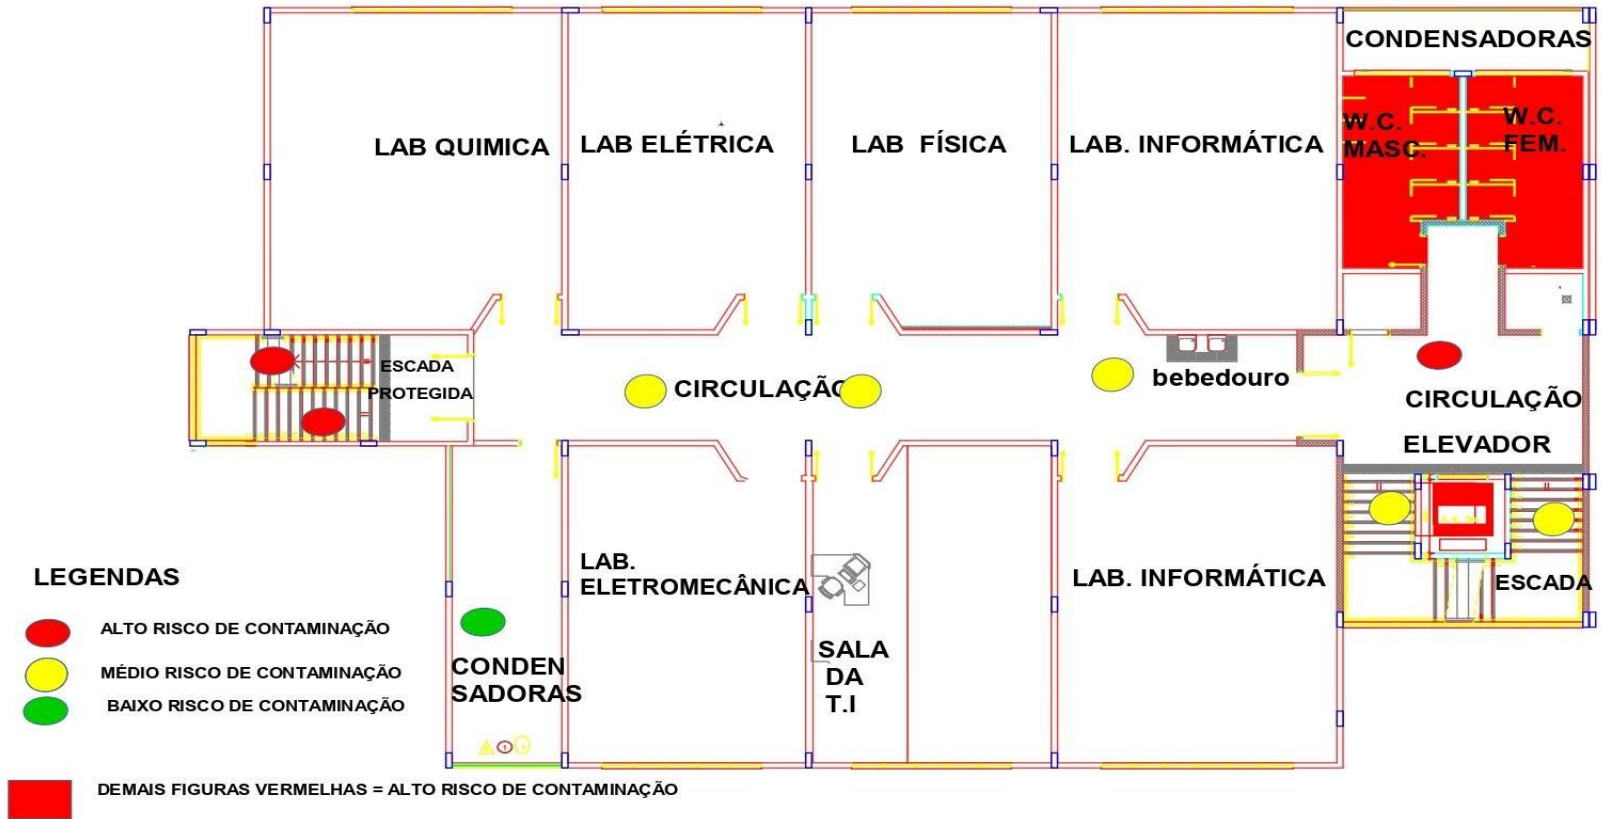 CONDENSADORAS
LAB QUIMICA
LAB ELÉTRICA
LAB FÍSICA
LAB. INFORMÁTICA
W.C.
MASC.
W.C.
FEM.
ESCADA
PROTEGIDA
CIRCULAÇÃO
bebedouro
CIRCULAÇÃO
ELEVADOR
LAB.
ELETROMECÂNICA
SALA
DA
T.I
LAB. INFORMÁTICA
ESCADA
CONDEN
SADORAS
LEGENDAS
ALTO RISCO DE CONTAMINAÇÃO
MÉDIO RISCO DE CONTAMINAÇÃO
BAIXO RISCO DE CONTAMINAÇÃO
DEMAIS FIGURAS VERMELHAS = ALTO RISCO DE CONTAMINAÇÃO